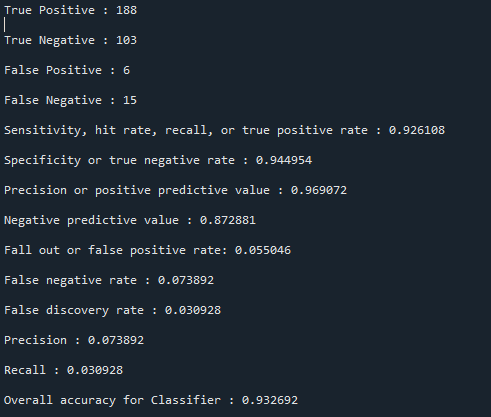 True Positive : 188
True Negative : 103
False Positive : 6
False Negative : 15
Sensitivity, hit rate, recall, or true positive rate : 0.926108
Specificity or true negative rate : 0.944954
Precision or positive predictive value : 0.969072
Negative predictive value : 0.872881
Fall out or false positive rate: 0.055046
False negative rate : 0.073892
False discovery rate : 0.030928
Precision : 0.073892
Recall : 0.030928
Overall accuracy for Classifier : 0.932692